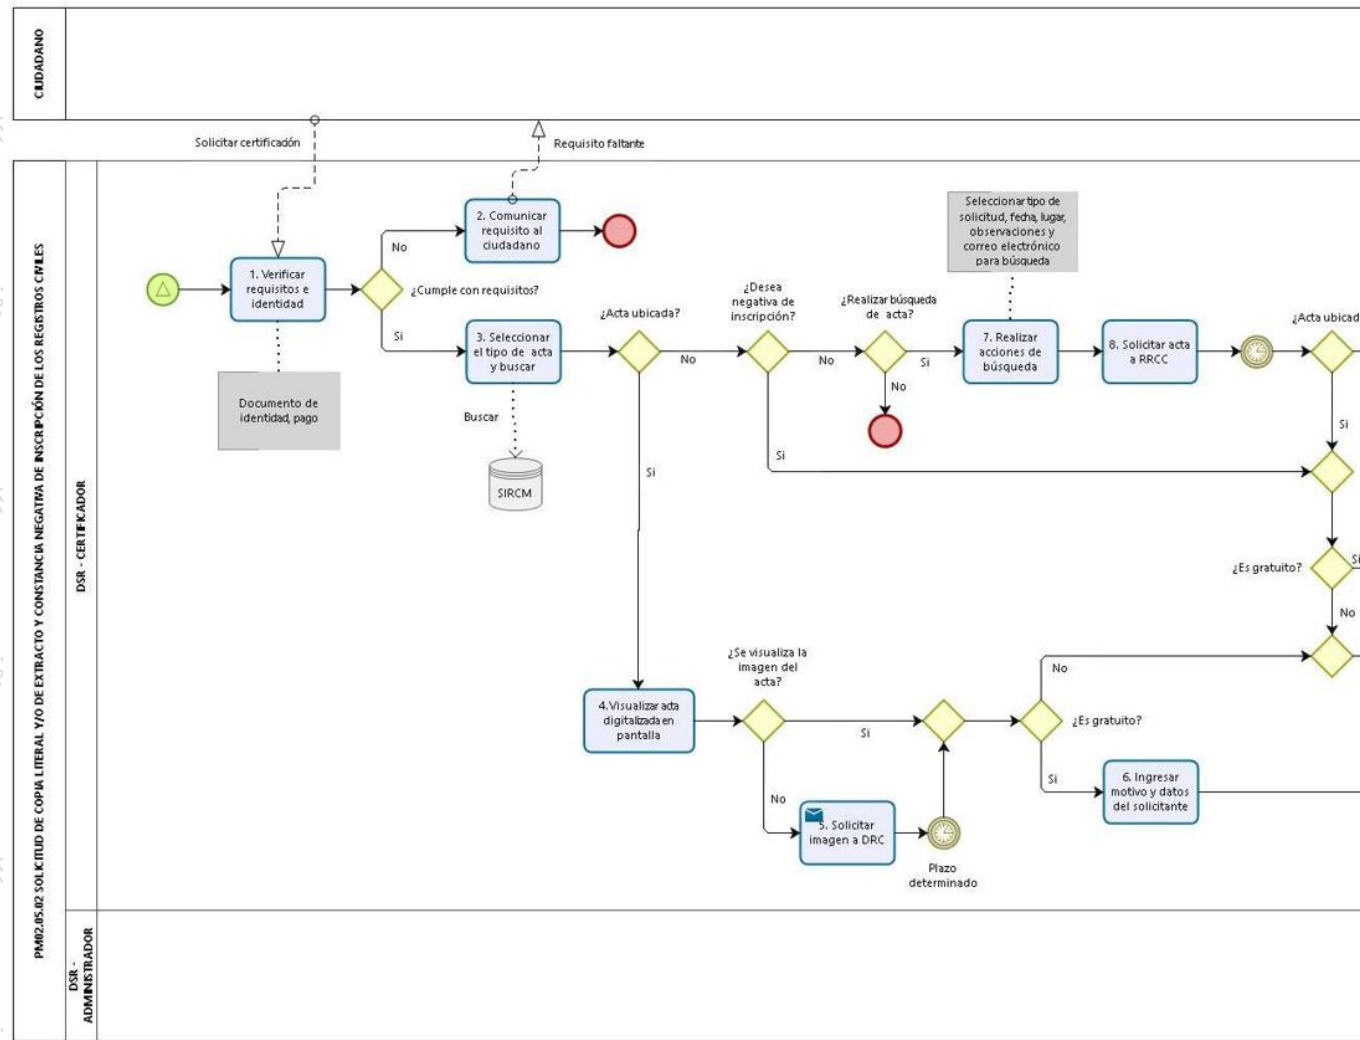 CIUDADANO
Solicitar certificación
Requisito faltante
PM02.05.02 SOLICITUD DE COPIA LITERAL Y/O DE EXTRACTO Y CONSTANCIA NEGATIVA DE INSCRIPCIÓN DE LOS REGISTROS CIVILES
DSR - CERTIFICADOR
1. Verificar
requisitos e
identidad
Documento de
identidad, pago
¿Cumple con requisitos?
No
Si
2. Comunicar
requisito al
ciudadano
3. Seleccionar
el tipo de acta
y buscar
Buscar
SIRCM
¿Acta ubicada?
No
Si
¿Desea
negativa de
inscripción?
No
Si
¿Realizar búsqueda
de acta?
Si
No
Seleccionar tipo de
solicitud, fecha, lugar,
observaciones y
correo electrónico
para búsqueda
7. Realizar
acciones de
búsqueda
8. Solicitar acta
a RRCC
¿Acta ubicad
Si
¿Es gratuito?
Si
No
4. Visualizar acta
digitalizada en
pantalla
¿Se visualiza la
imagen del
acta?
Si
No
5. Solicitar
imagen a DRC
Plazo
determinado
¿Es gratuito?
No
Si
6. Ingresar
motivo y datos
del solicitante
DSR -
ADMINISTRADOR